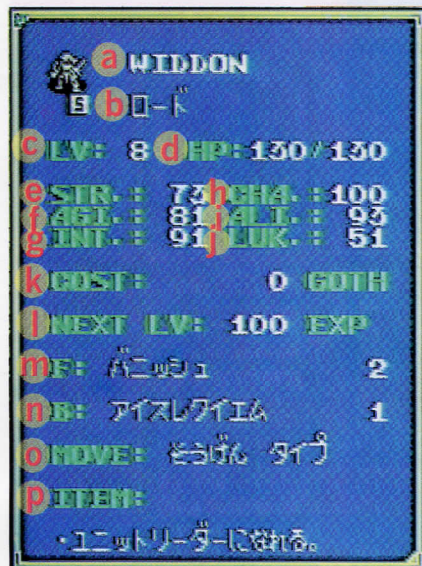 a WIDDON
S b ロード
c LV: 8 d HP:130/130
e STR.: 73 h CHA.:100
f AGI.: 81 i ALI.: 93
g INT.: 91 j LUK.: 51
k COST: 0 GOTH
l NEXT LV: 100 EXP
m F: バニッシュ 2
n B: アイスレクイエム 1
o MOVE: そうげん タイプ
p ITEM:
・ユニットリーダーになれる。